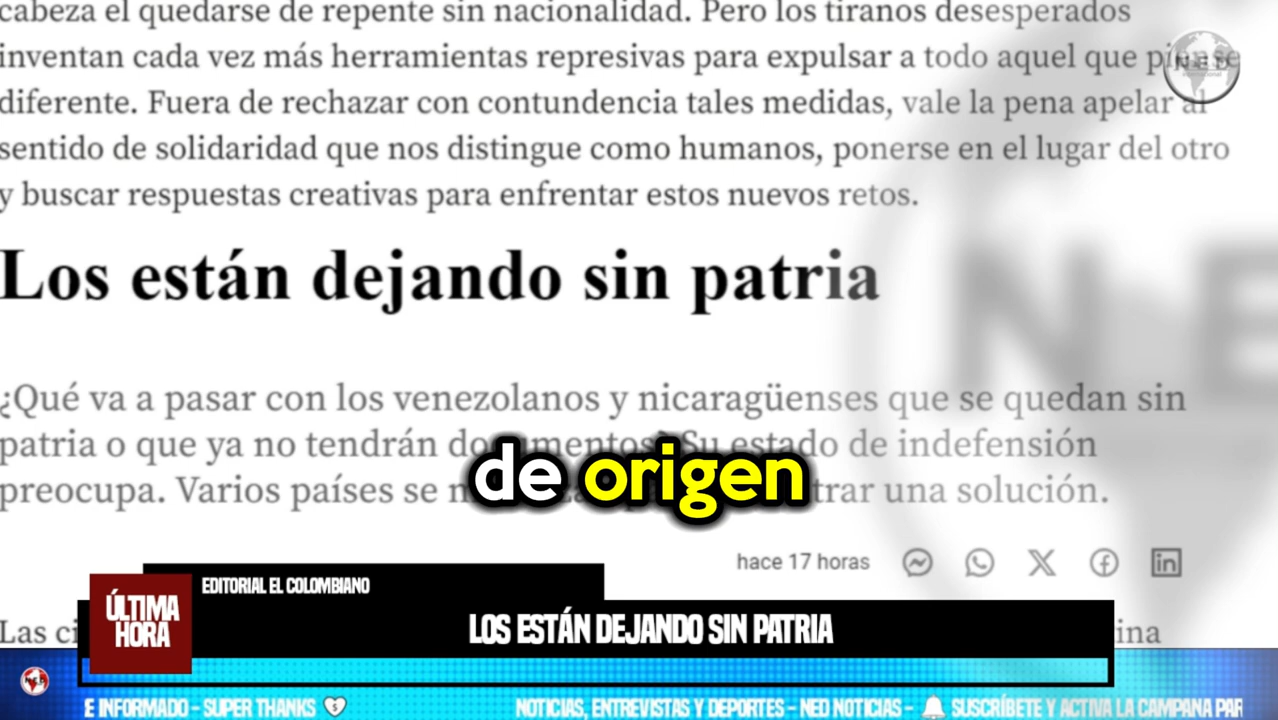 cabeza el quedarse de repente sin nacionalidad. Pero los tiranos desesperados
inventan cada vez más herramientas represivas para expulsar a todo aquel que
diferente. Fuera de rechazar con contundencia tales medidas, vale la pena apelar al
sentido de solidaridad que nos distingue como humanos, ponerse en el lugar del otro
y buscar respuestas creativas para enfrentar estos nuevos retos.
Los están dejando sin patria
¿Qué va a pasar con los venezolanos y nicaragüenses que se quedan sin
patria o que ya no tendrán Su estado de indefensión
preocupa. Varios países se una solución.
de origen
hace 17 horas
EDITORIAL EL COLOMBIANO
ÚLTIMA
HORA
LOS ESTÁN DEJANDO SIN PATRIA
Las
E INFORMADO - SUPER THANKS
NOTICIAS, ENTREVISTAS Y DEPORTES - NED NOTICIAS - SUSCRÍBETE Y ACTIVA LA CAMPANA PAR